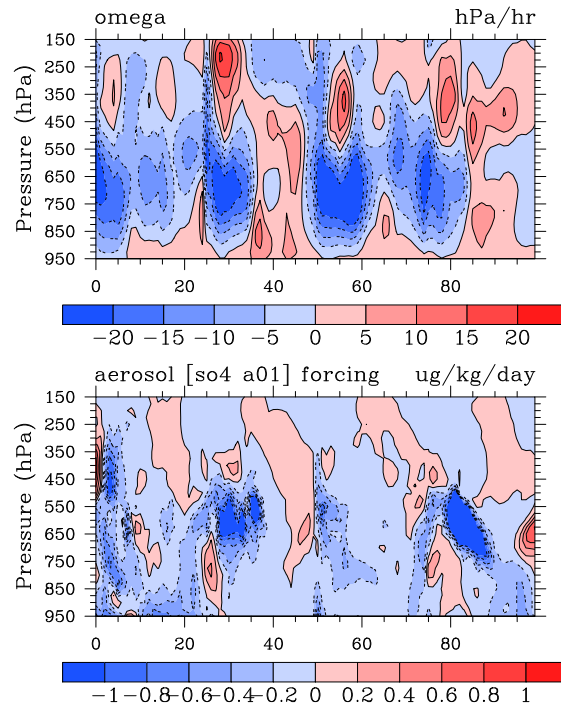 omega hPa/hr
Pressure (hPa)
150
250
350
450
550
650
750
850
950
0 20 40 60 80
−20 −15 −10 −5 0 5 10 15 20
aerosol [so4 a01] forcing ug/kg/day
Pressure (hPa)
150
250
350
450
550
650
750
850
950
0 20 40 60 80
−1 −0.8 −0.6 −0.4 −0.2 0 0.2 0.4 0.6 0.8 1